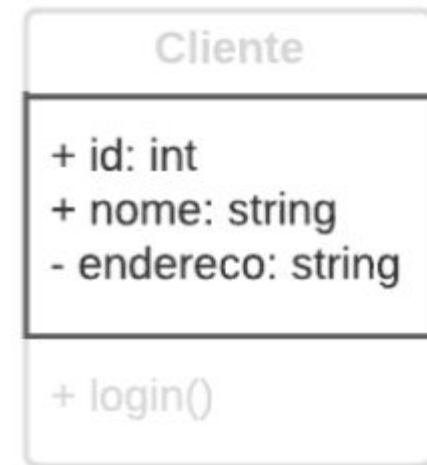 Cliente
+ id: int
+ nome: string
- endereco: string
+ login()